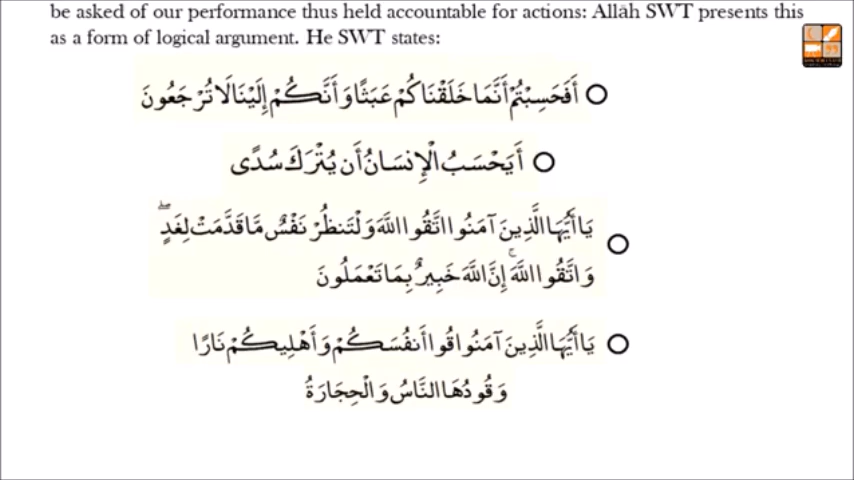 be asked of our performance thus held accountable for actions: Allāh SWT presents this
as a form of logical argument. He SWT states:
أَفَحَسِبْتُمْ أَنَّمَا خَلَقْنَاكُمْ عَبَثًا وَأَنَّكُمْ إِلَيْنَا لَا تُرْجَعُونَ
أَيَحْسَبُ الْإِنسَانُ أَن يُتْرَكَ سُدًى
يَا أَيُّهَا الَّذِينَ آمَنُوا اتَّقُوا اللَّهَ وَلْتَنظُرْ نَفْسٌ مَّا قَدَّمَتْ لِغَدٍ ۖ
وَاتَّقُوا اللَّهَ ۚ إِنَّ اللَّهَ خَبِيرٌ بِمَا تَعْمَلُونَ
يَا أَيُّهَا الَّذِينَ آمَنُوا قُوا أَنفُسَكُمْ وَأَهْلِيكُمْ نَارًا
وَقُودُهَا النَّاسُ وَالْحِجَارَةُ